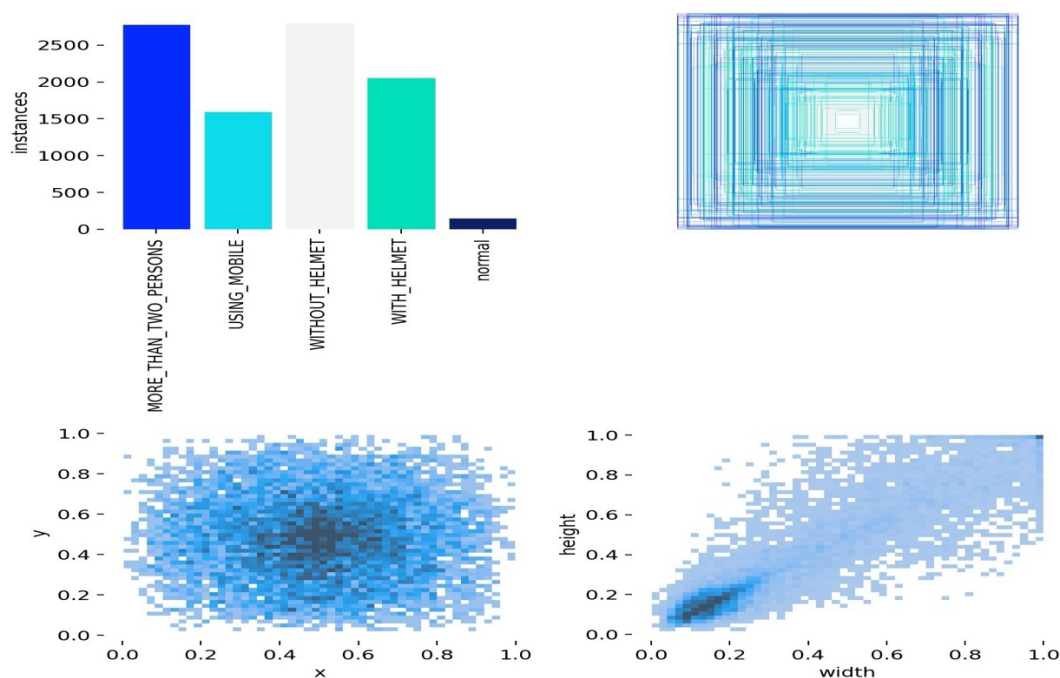 2500
2000
1500
1000
500
0
instances
MORE_THAN_TWO_PERSONS
USING_MOBILE
WITHOUT_HELMET
WITH_HELMET
normal
1.0
0.8
0.6
0.4
0.2
0.0
y
0.0 0.2 0.4 0.6 0.8 1.0
x
1.0
0.8
0.6
0.4
0.2
0.0
height
0.0 0.2 0.4 0.6 0.8 1.0
width